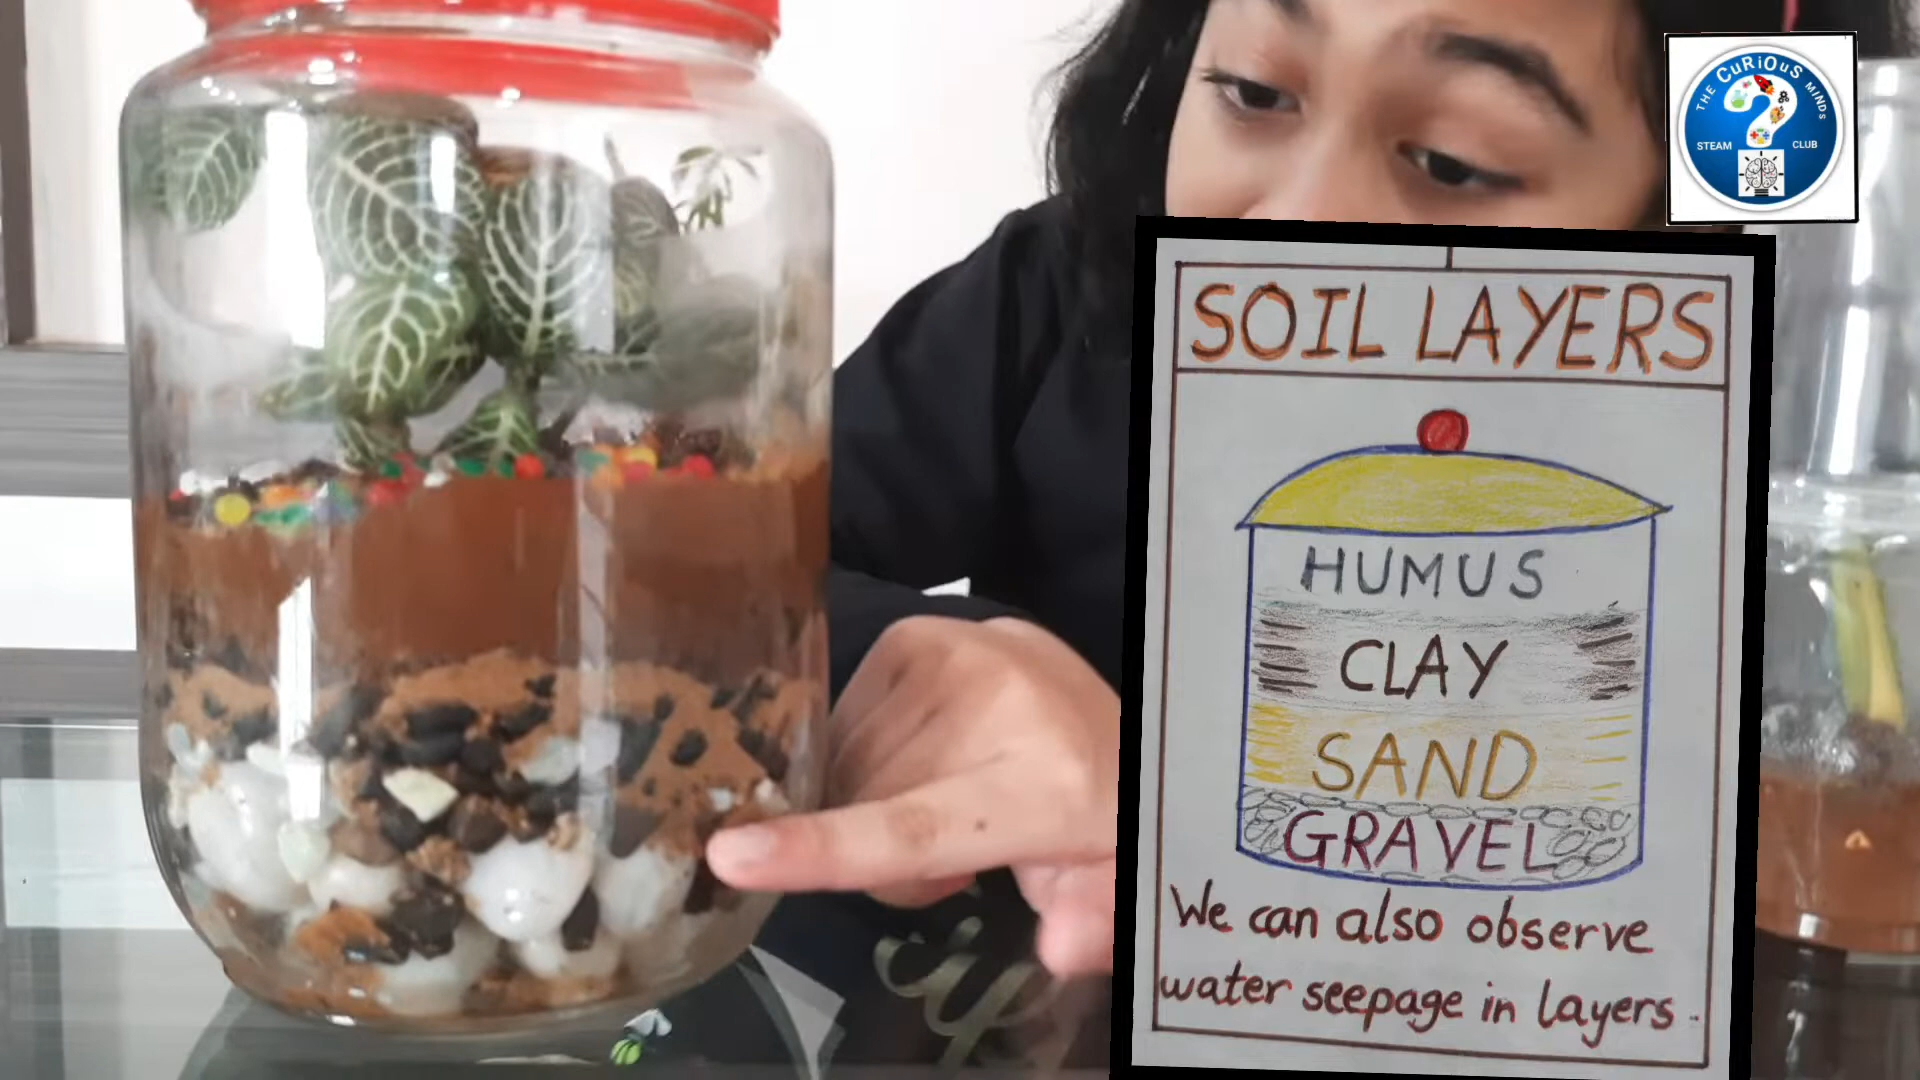 THE CuRiOuS MINDS
STEAM CLUB
SOIL LAYERS
HUMUS
CLAY
SAND
GRAVEL
We can also observe
water seepage in layers.